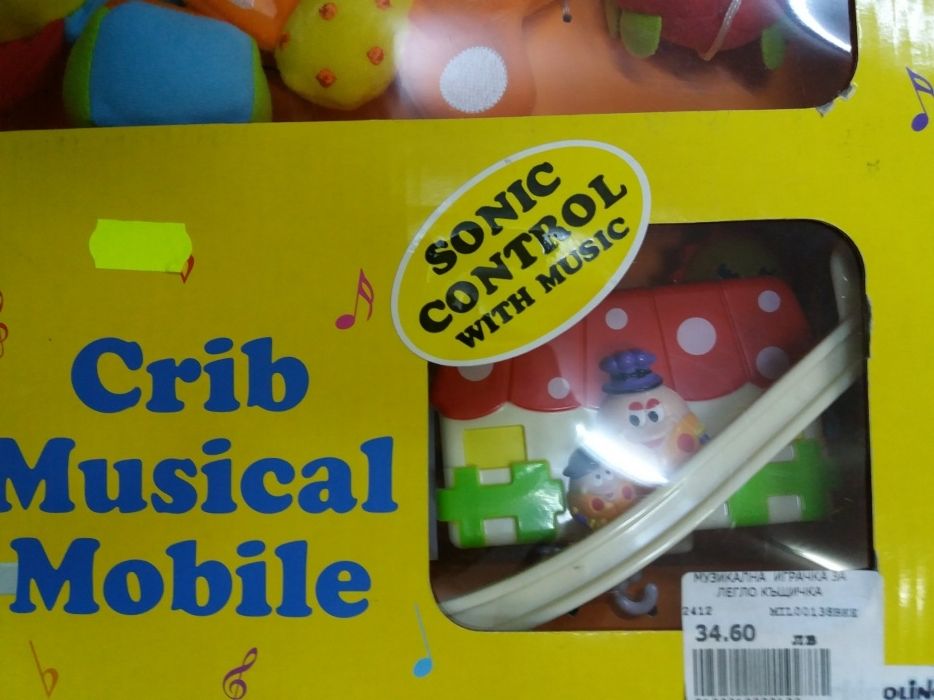 SONIC
CONTROL
WITH MUSIC
Crib
Musical
Mobile
МУЗИКАЛНА ИГРАЧКА ЗА
ЛЕГЛО КЪЩИЧКА
2412
34.60 ЛВ